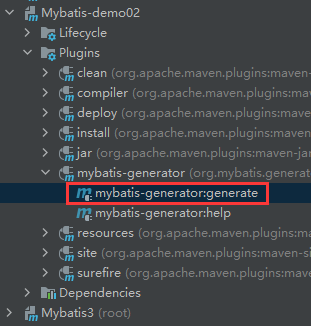 Mybatis-demo02
Lifecycle
Plugins
clean (org.apache.maven.plugins:maven-
compiler (org.apache.maven.plugins:ma
deploy (org.apache.maven.plugins:mave
install (org.apache.maven.plugins:maven
jar (org.apache.maven.plugins:maven-jar
mybatis-generator (org.mybatis.generat
mybatis-generator:generate
mybatis-generator:help
resources (org.apache.maven.plugins:ma
site (org.apache.maven.plugins:maven-si
surefire (org.apache.maven.plugins:mav
Dependencies
Mybatis3 (root)